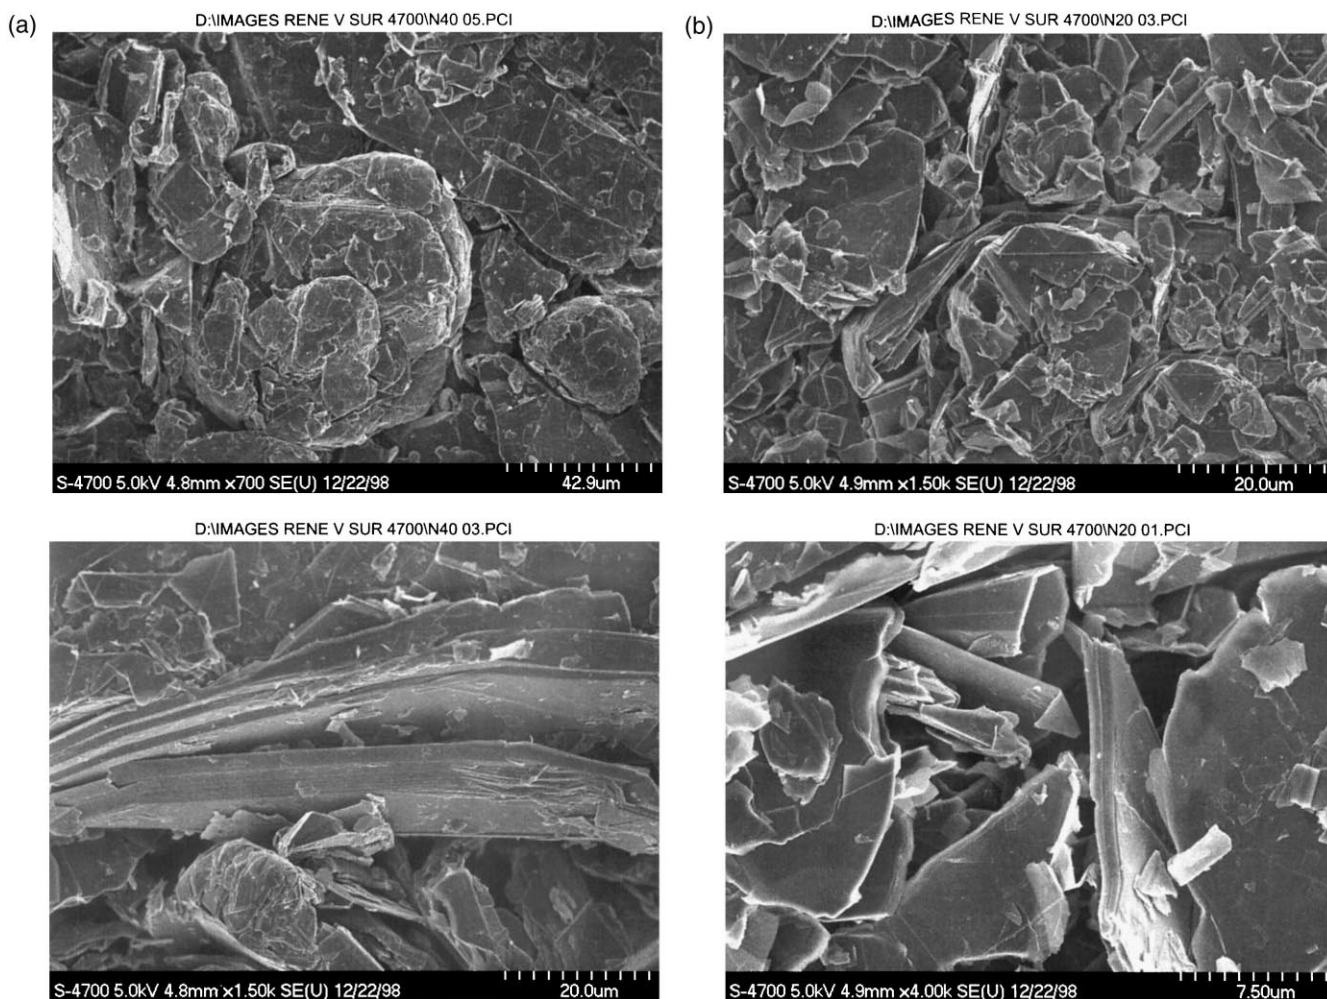 (a)
D:\IMAGES RENE V SUR 4700\N40 05.PCI
S-4700 5.0kV 4.8mm x700 SE(U) 12/22/98
42.9um
(b)
D:\IMAGES RENE V SUR 4700\N20 03.PCI
S-4700 5.0kV 4.9mm x1.50k SE(U) 12/22/98
20.0um
D:\IMAGES RENE V SUR 4700\N40 03.PCI
S-4700 5.0kV 4.8mm x1.50k SE(U) 12/22/98
20.0um
D:\IMAGES RENE V SUR 4700\N20 01.PCI
S-4700 5.0kV 4.9mm x4.00k SE(U) 12/22/98
7.50um